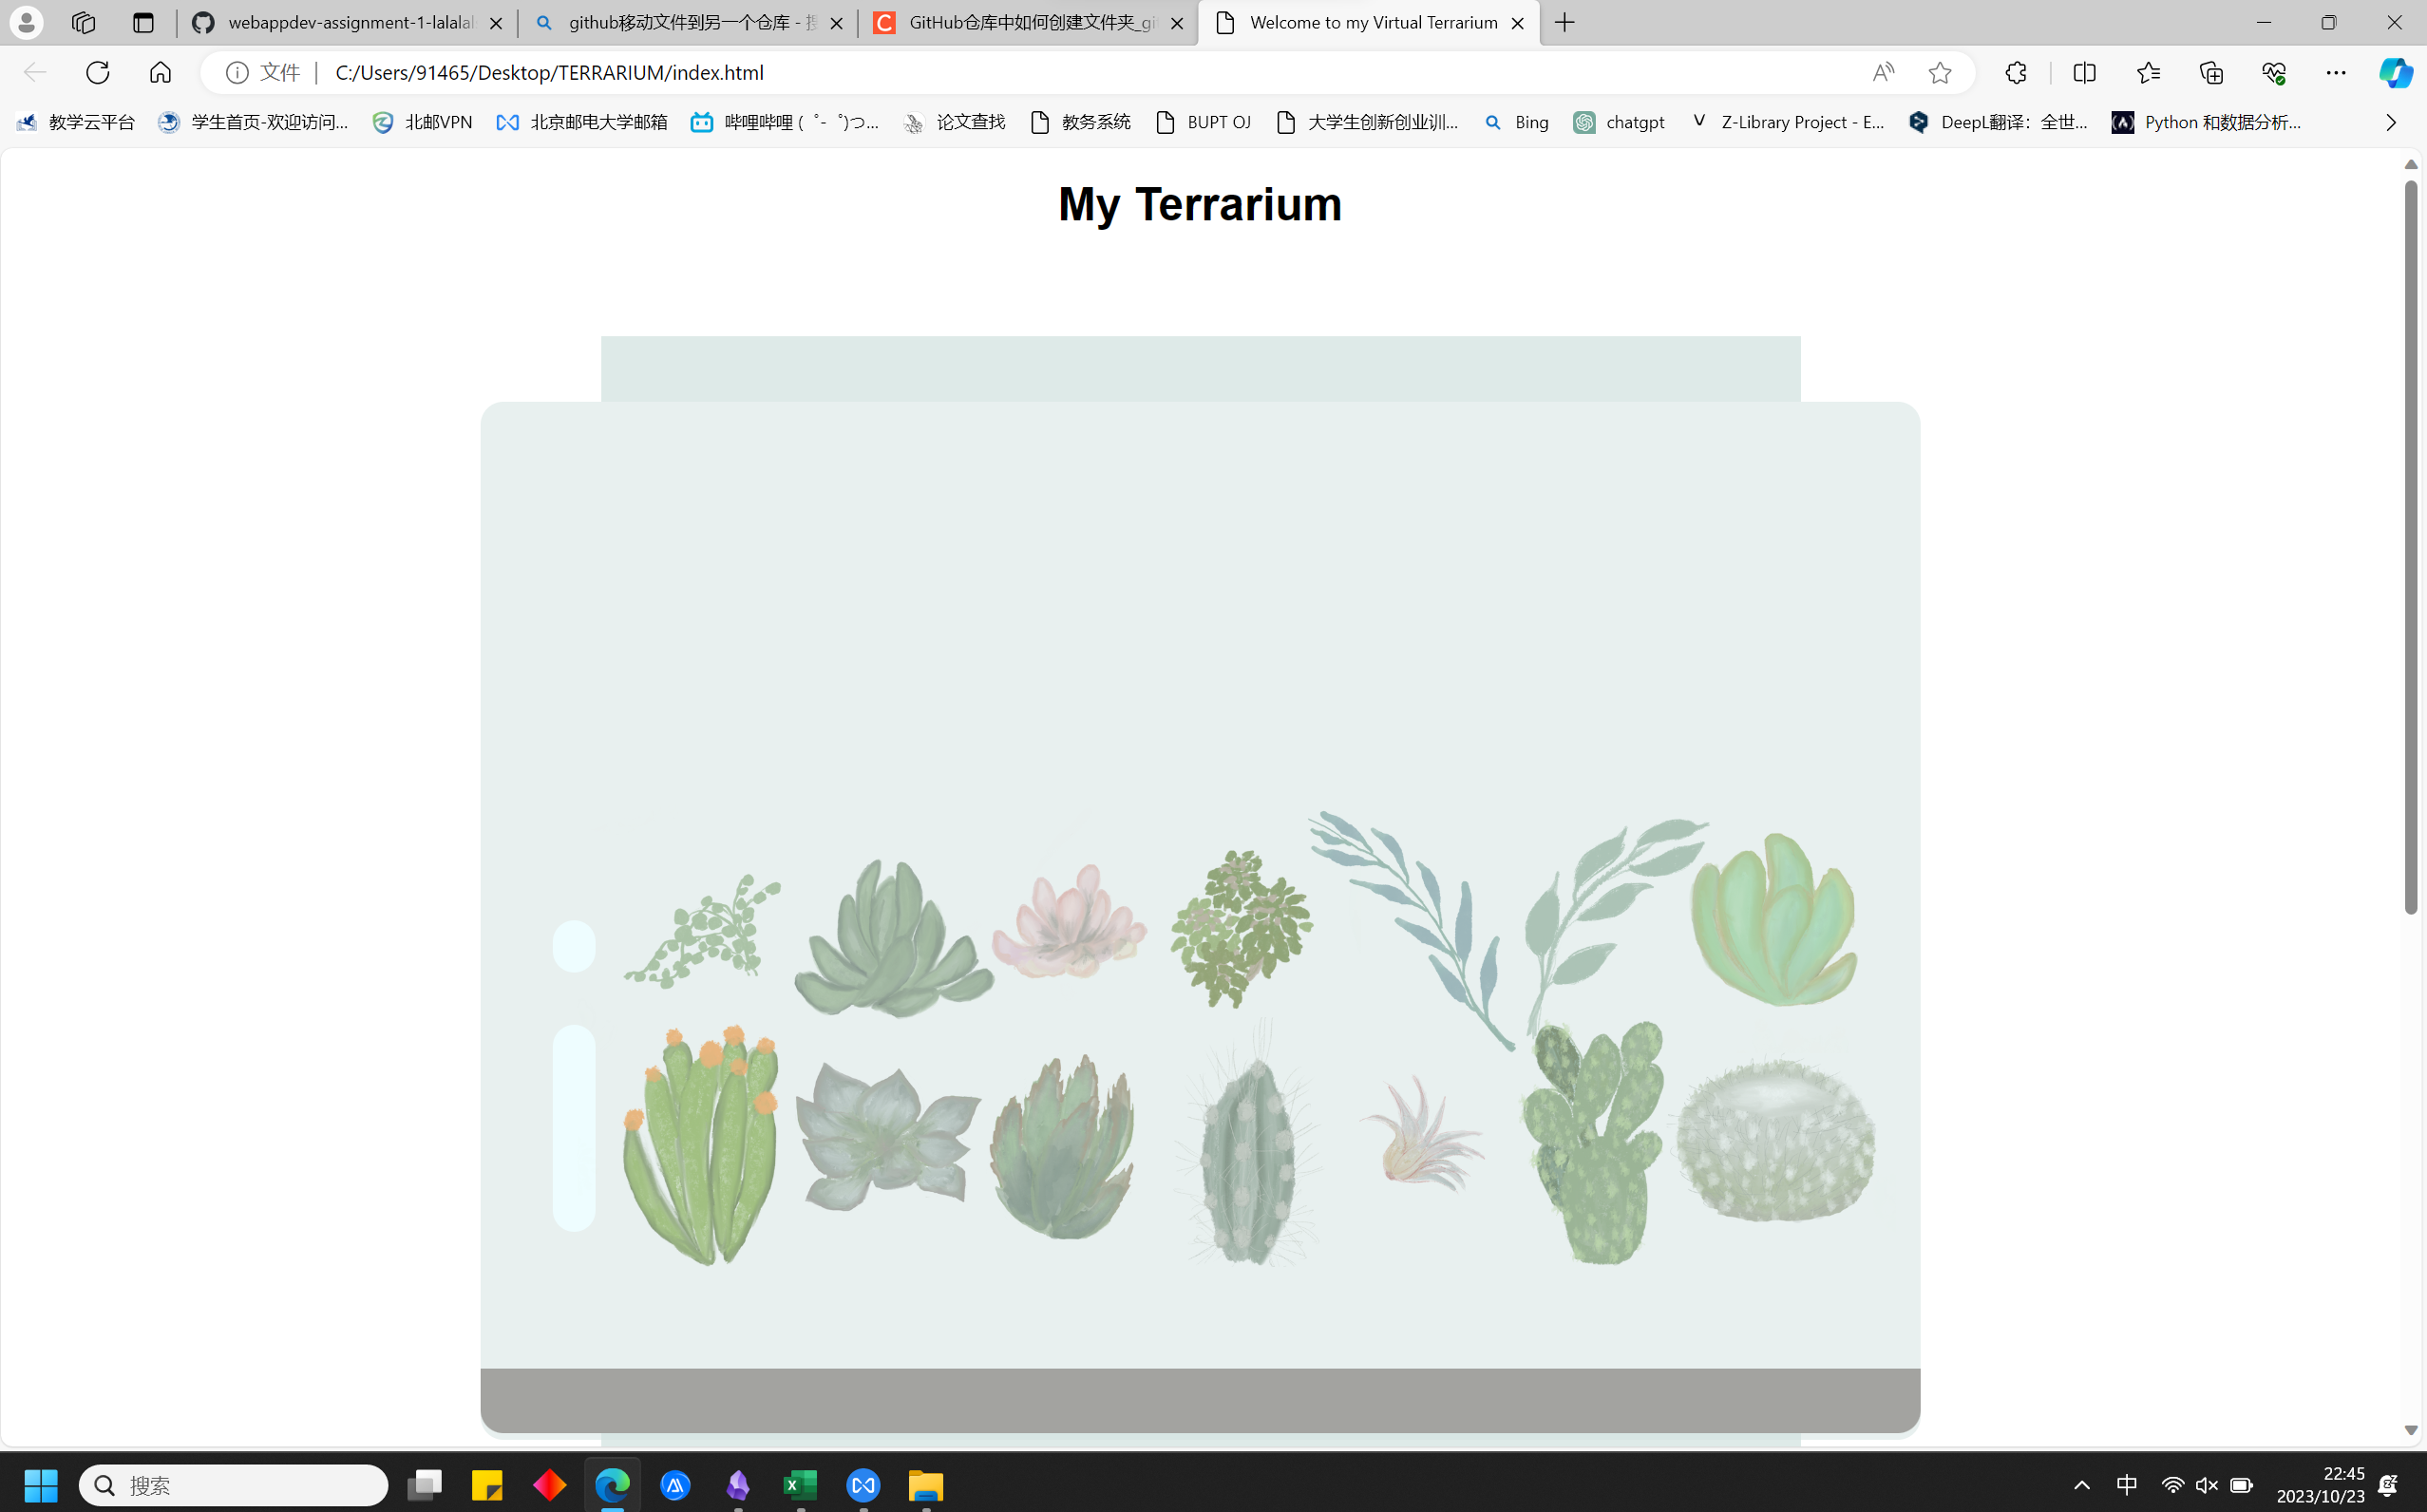 webappdev-assignment-1-lalalal
github移动文件到另一个仓库 - 搜
GitHub仓库中如何创建文件夹_gi
Welcome to my Virtual Terrarium
文件
C:/Users/91465/Desktop/TERRARIUM/index.html
教学云平台
学生首页-欢迎访问...
北邮VPN
北京邮电大学邮箱
哔哩哔哩 (゜-゜)つ...
论文查找
教务系统
BUPT OJ
大学生创新创业训...
Bing
chatgpt
Z-Library Project - E...
DeepL翻译：全世...
Python 和数据分析...
My Terrarium
搜索
中
22:45
2023/10/23